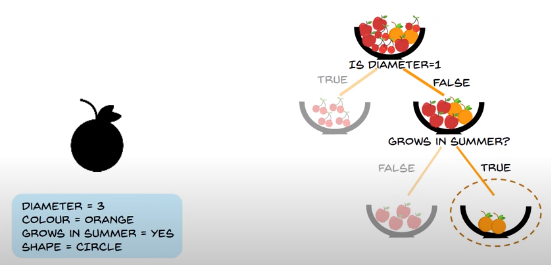 IS DIAMETER=1
TRUE
FALSE
GROWS IN SUMMER?
FALSE
TRUE
DIAMETER = 3
COLOUR = ORANGE
GROWS IN SUMMER = YES
SHAPE = CIRCLE